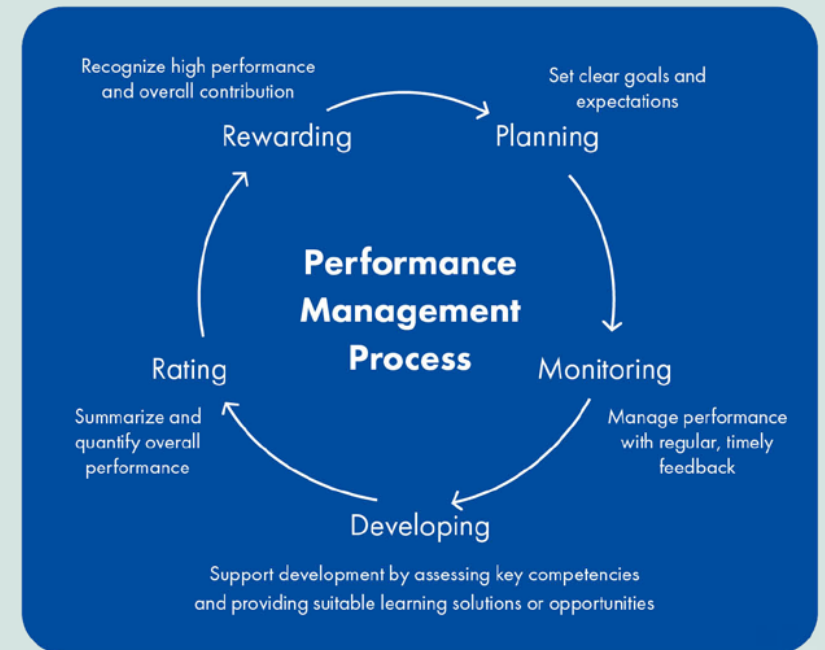 Recognize high performance
and overall contribution
Rewarding
Set clear goals and
expectations
Planning
Performance
Management
Process
Rating
Summarize and
quantify overall
performance
Monitoring
Manage performance
with regular, timely
feedback
Developing
Support development by assessing key competencies
and providing suitable learning solutions or opportunities